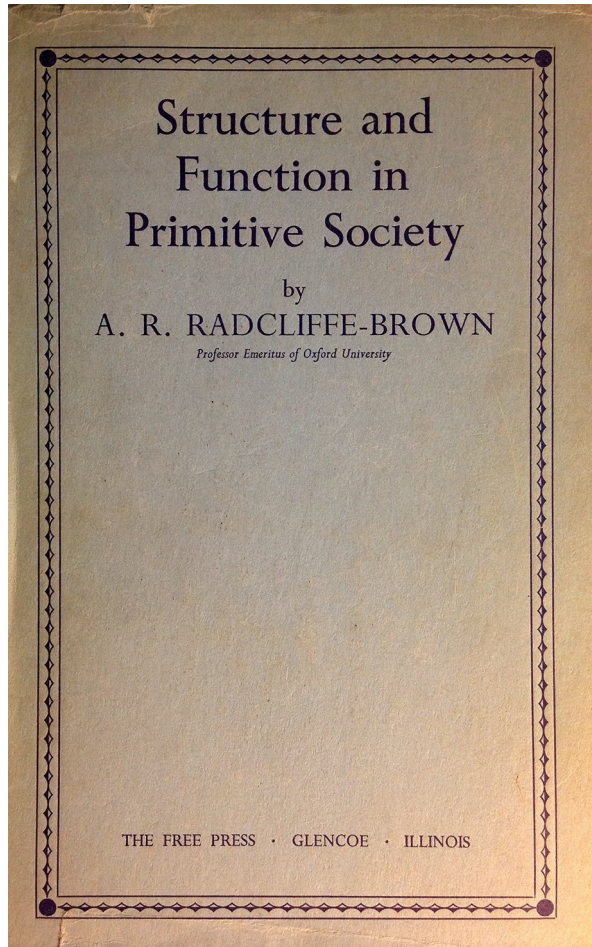 Structure and
Function in
Primitive Society
by
A. R. RADCLIFFE-BROWN
Professor Emeritus of Oxford University
THE FREE PRESS · GLENCOE · ILLINOIS